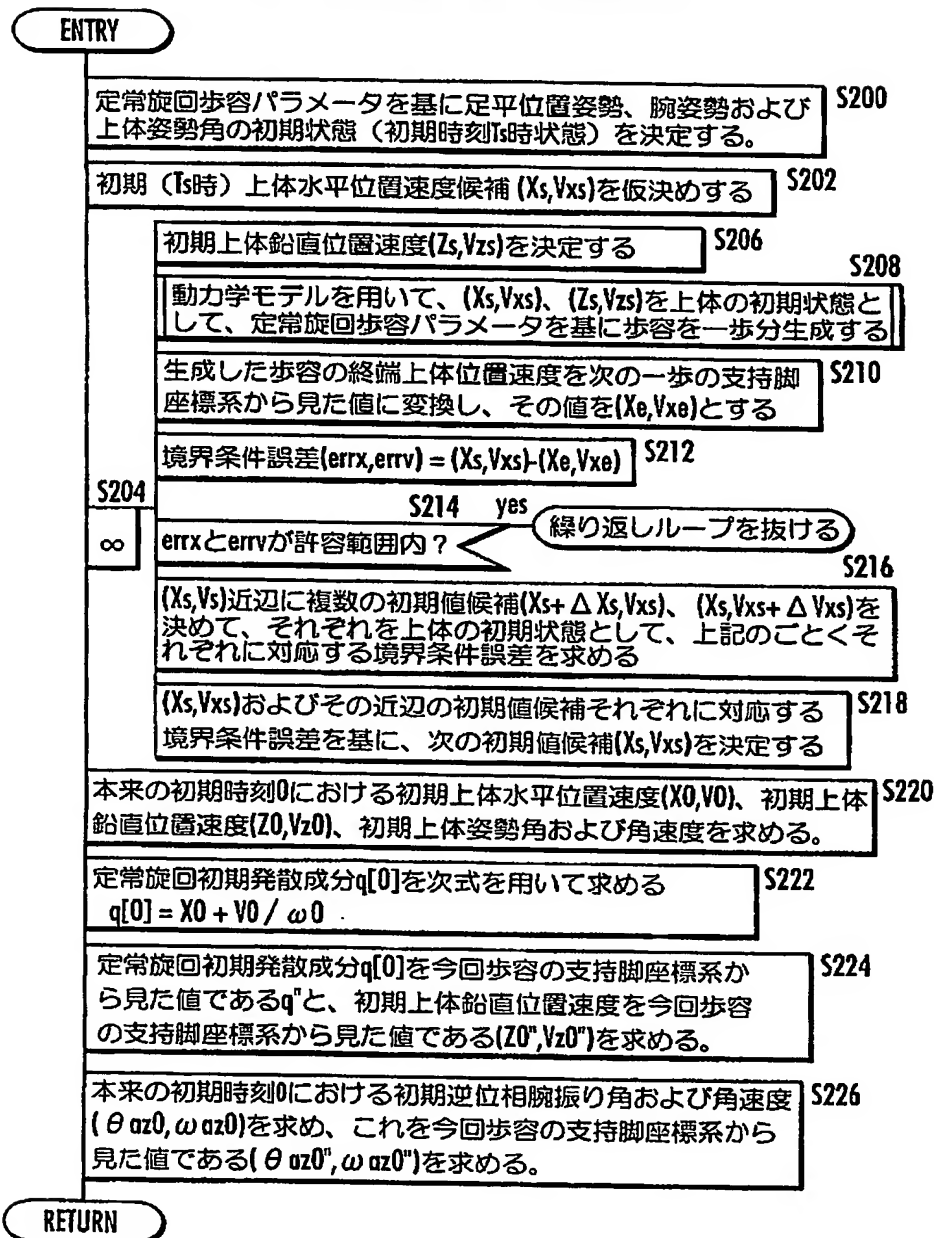 ENTRY
定常旋回歩容パラメータを基に足平位置姿勢、腕姿勢および S200
上体姿勢角の初期状態（初期時刻Ts時状態）を決定する。
初期（Ts時）上体水平位置速度候補(Xs,Vxs)を仮決めする S202
初期上体鉛直位置速度(Zs,Vzs)を決定する S206
S208
動力学モデルを用いて、(Xs,Vxs)、(Zs,Vzs)を上体の初期状態と
して、定常旋回歩容パラメータを基に歩容を一歩分生成する
生成した歩容の終端上体位置速度を次の一歩の支持脚 S210
座標系から見た値に変換し、その値を(Xe,Vxe)とする
境界条件誤差(errx,errv) = (Xs,Vxs)-(Xe,Vxe) S212
S204
∞
S214 yes
errxとerrvが許容範囲内？ 繰り返しループを抜ける
S216
(Xs,Vs)近辺に複数の初期値候補(Xs+ΔXs,Vxs)、(Xs,Vxs+ΔVxs)を
決めて、それぞれを上体の初期状態として、上記のごとくそ
れぞれに対応する境界条件誤差を求める
(Xs,Vxs)およびその近辺の初期値候補それぞれに対応する S218
境界条件誤差を基に、次の初期値候補(Xs,Vxs)を決定する
本来の初期時刻0における初期上体水平位置速度(X0,V0)、初期上体 S220
鉛直位置速度(Z0,Vz0)、初期上体姿勢角および角速度を求める。
定常旋回初期発散成分q[0]を次式を用いて求める S222
q[0] = X0 + V0 / ω0
定常旋回初期発散成分q[0]を今回歩容の支持脚座標系か S224
ら見た値であるq"と、初期上体鉛直位置速度を今回歩容
の支持脚座標系から見た値である(Z0",Vz0")を求める。
本来の初期時刻0における初期逆位相腕振り角および角速度 S226
(θaz0,ωaz0)を求め、これを今回歩容の支持脚座標系から
見た値である(θaz0",ωaz0")を求める。
RETURN